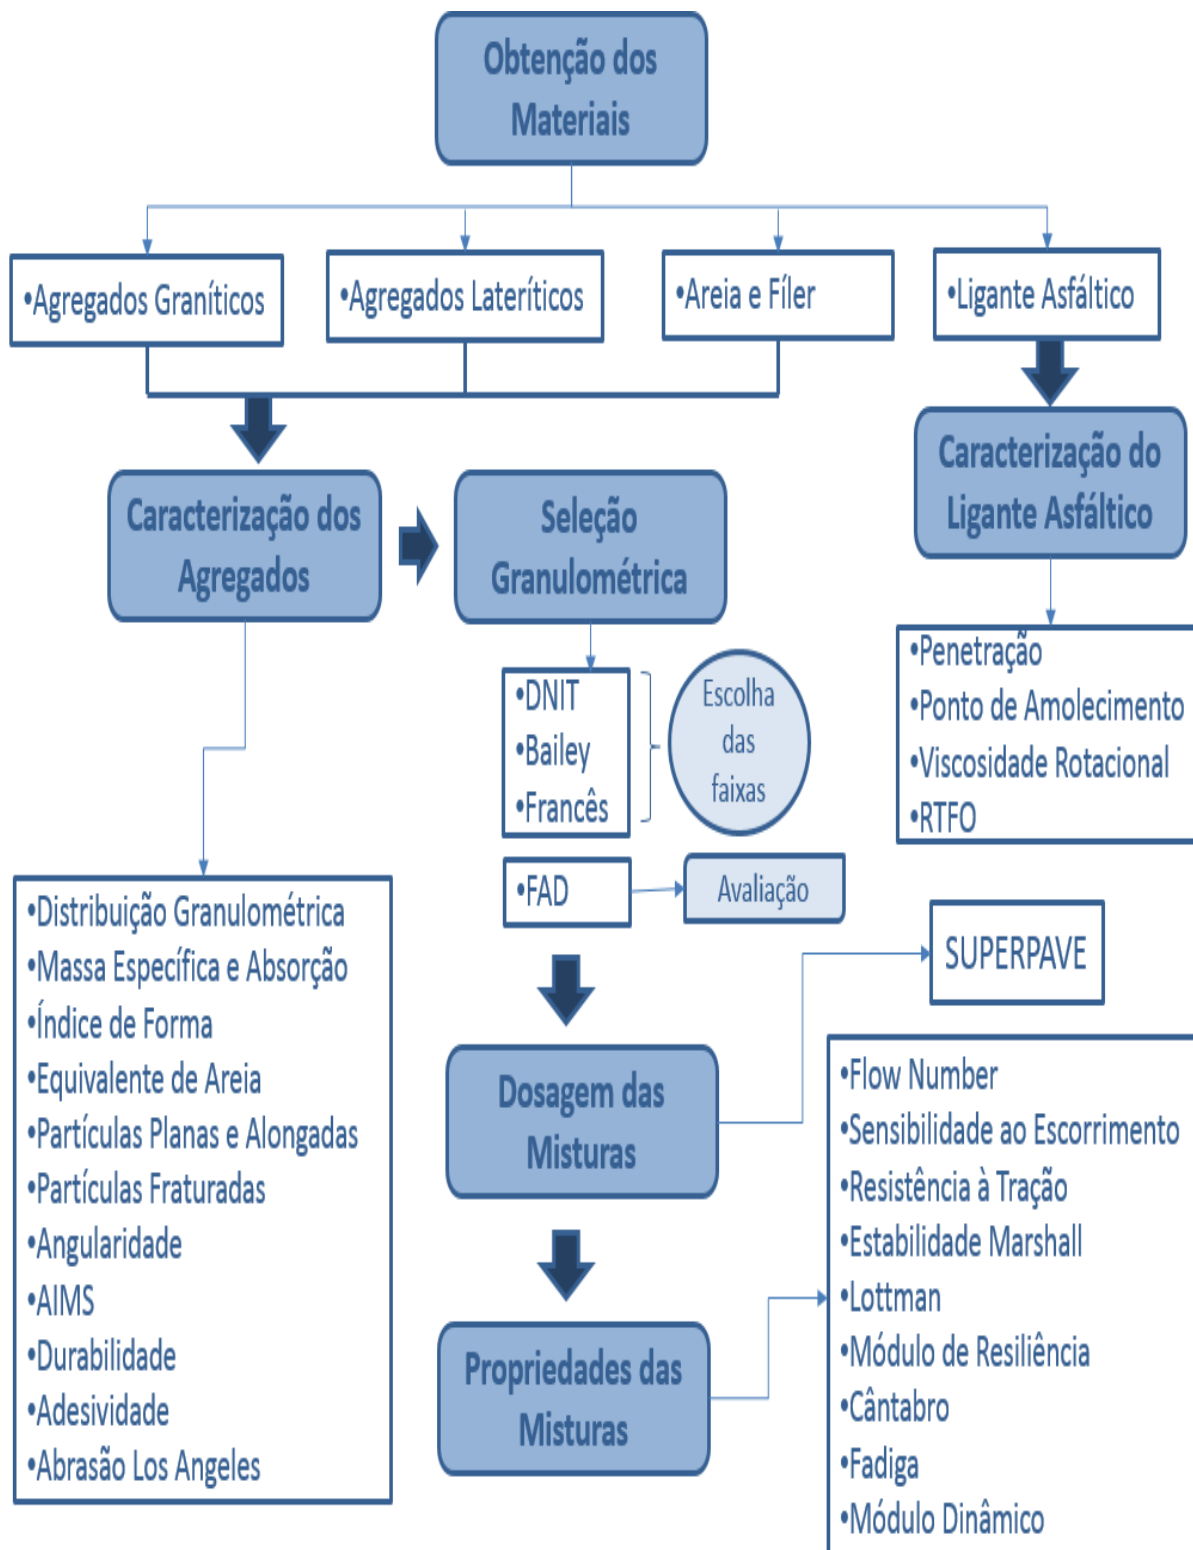 Obtenção dos
Materiais
•Agregados Graníticos
•Agregados Lateríticos
•Areia e Fíler
•Ligante Asfáltico
Caracterização dos
Agregados
Seleção
Granulométrica
Caracterização do
Ligante Asfáltico
•DNIT
•Bailey
•Francês
Escolha
das
faixas
•Penetração
•Ponto de Amolecimento
•Viscosidade Rotacional
•RTFO
•FAD
Avaliação
•Distribuição Granulométrica
•Massa Específica e Absorção
•Índice de Forma
•Equivalente de Areia
•Partículas Planas e Alongadas
•Partículas Fraturadas
•Angularidade
•AIMS
•Durabilidade
•Adesividade
•Abrasão Los Angeles
SUPERPAVE
Dosagem das
Misturas
Propriedades das
Misturas
•Flow Number
•Sensibilidade ao Escorrimento
•Resistência à Tração
•Estabilidade Marshall
•Lottman
•Módulo de Resiliência
•Cântabro
•Fadiga
•Módulo Dinâmico